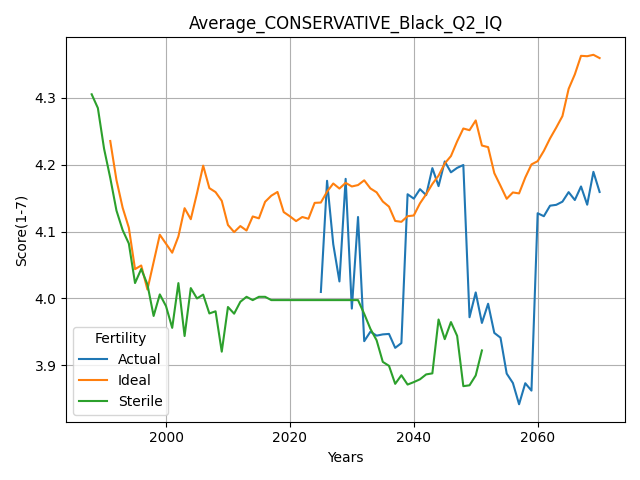 Average_CONSERVATIVE_Black_Q2_IQ
Score(1-7)
4.3
4.2
4.1
4.0
3.9
Fertility
Actual
Ideal
Sterile
2000
2020
2040
2060
Years